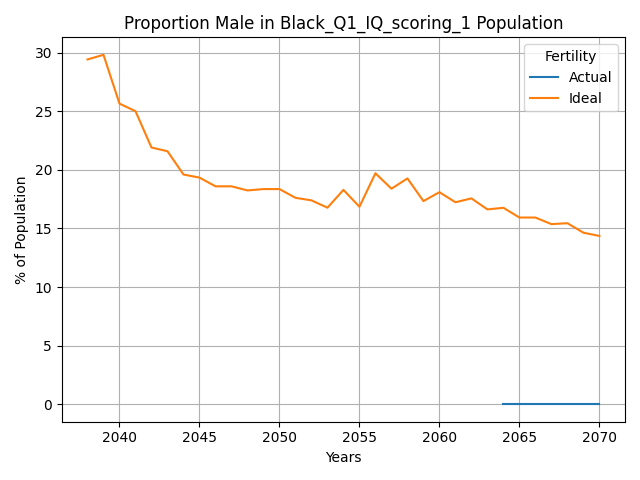 Proportion Male in Black_Q1_IQ_scoring_1 Population
% of Population
30
25
20
15
10
5
0
Fertility
Actual
Ideal
2040
2045
2050
2055
2060
2065
2070
Years